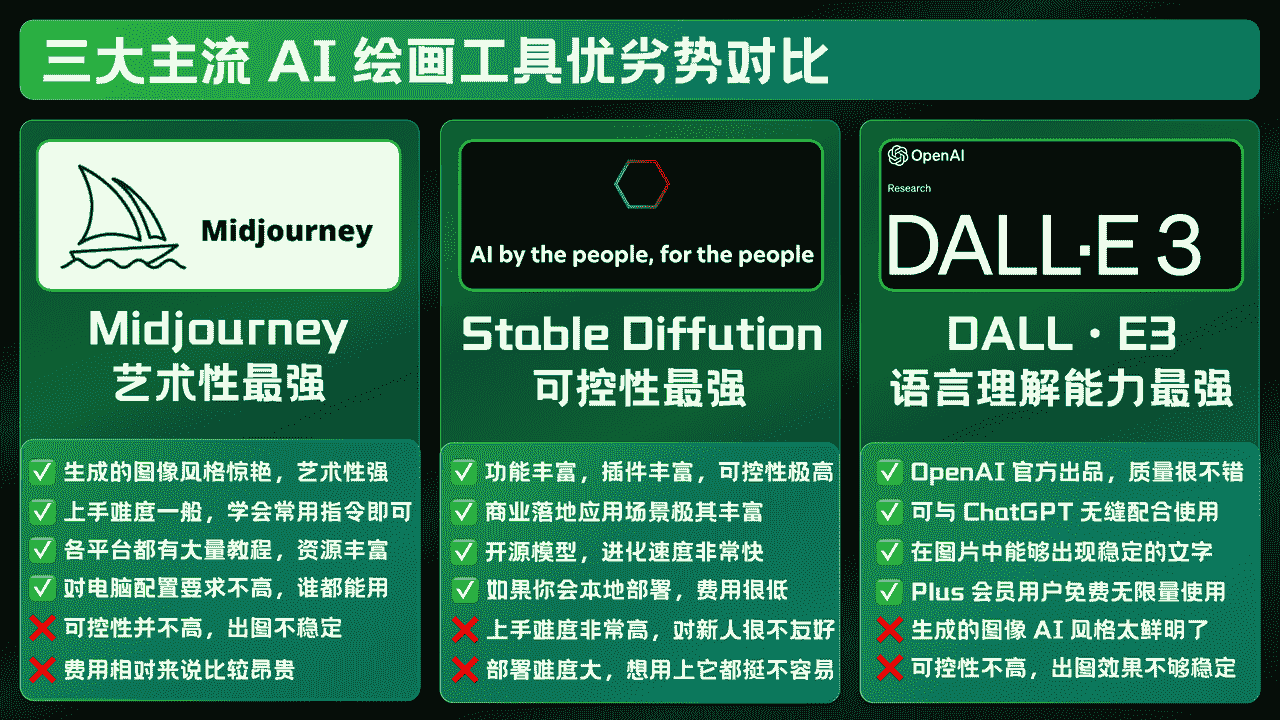 三大主流 AI 绘画工具优劣势对比
Midjourney
Midjourney
艺术性最强
生成的图像风格惊艳，艺术性强
上手难度一般，学会常用指令即可
各平台都有大量教程，资源丰富
对电脑配置要求不高，谁都能用
可控性并不高，出图不稳定
费用相对来说比较昂贵
AI by the people, for the people
Stable Diffution
可控性最强
功能丰富，插件丰富，可控性极高
商业落地应用场景极其丰富
开源模型，进化速度非常快
如果你会本地部署，费用很低
上手难度非常高，对新人很不友好
部署难度大，想用上它都挺不容易
OpenAI
Research
DALL·E 3
DALL · E3
语言理解能力最强
OpenAI 官方出品，质量很不错
可与 ChatGPT 无缝配合使用
在图片中能够出现稳定的文字
Plus 会员用户免费无限量使用
生成的图像 AI 风格太鲜明了
可控性不高，出图效果不够稳定